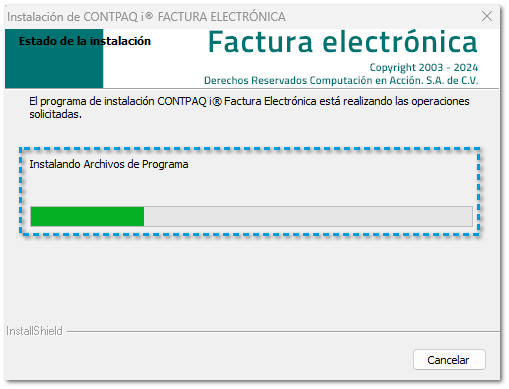 Instalación de CONTPAQ i® FACTURA ELECTRÓNICA
Estado de la instalación
Factura electrónica
Copyright 2003 - 2024
Derechos Reservados Computación en Acción. S.A. de C.V.
El programa de instalación CONTPAQ i® Factura Electrónica está realizando las operaciones
solicitadas.
Instalando Archivos de Programa
InstallShield
Cancelar